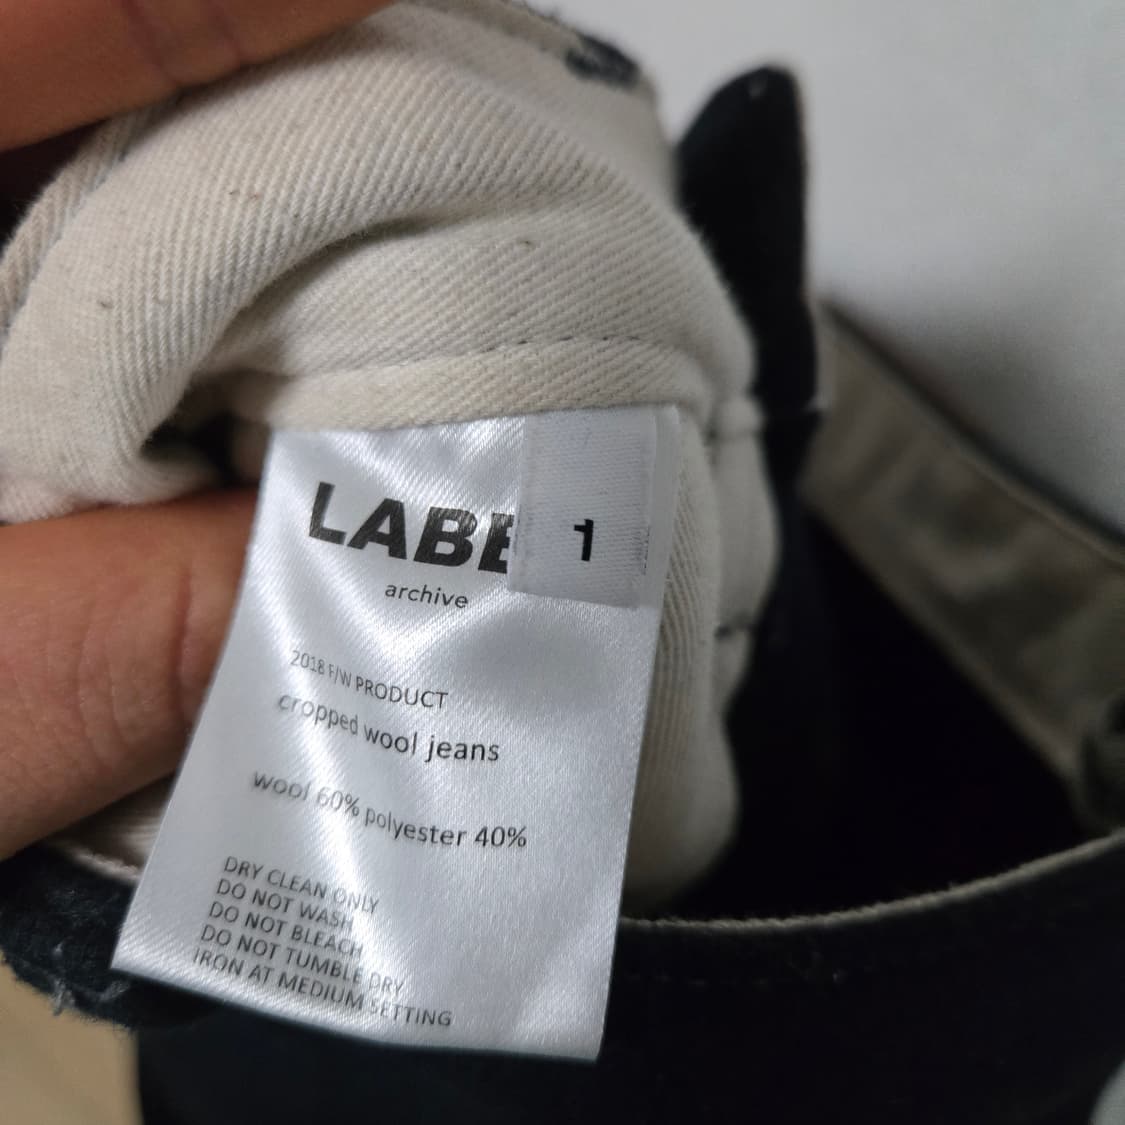 LABE
1
archive
2018 F/W PRODUCT
cropped wool jeans
wool 60% polyester 40%
DRY CLEAN ONLY
DO NOT WASH
DO NOT BLEACH
DO NOT TUMBLE DRY
IRON AT MEDIUM SETTING